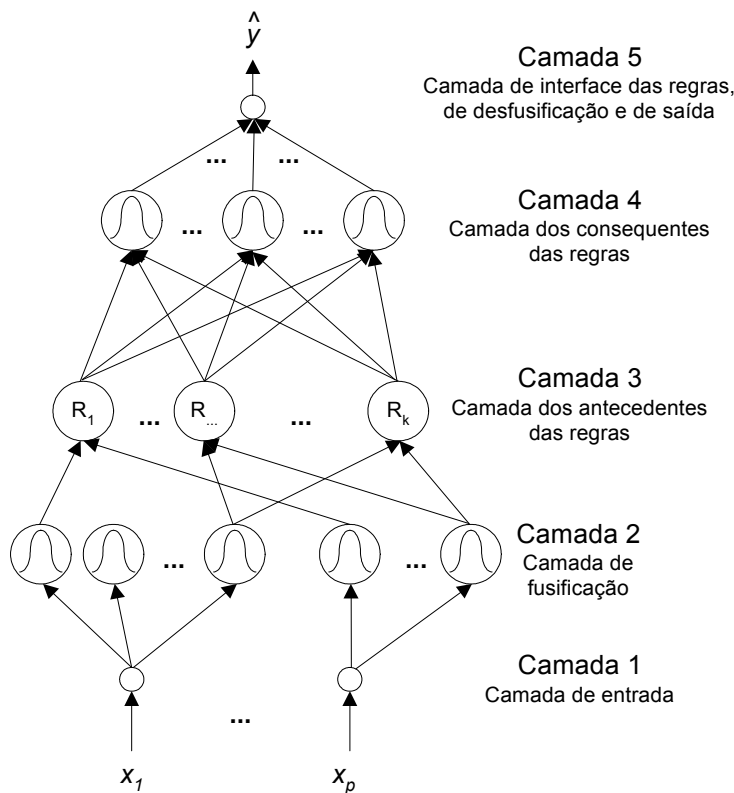 ŷ
Camada 5
Camada de interface das regras,
de desfusificação e de saída
... ...
Camada 4
... ...
Camada dos consequentes
das regras
Camada 3
R1 ... R... ... Rk
Camada dos antecedentes
das regras
Camada 2
... ...
Camada de
fusificação
Camada 1
Camada de entrada
...
x1 xp